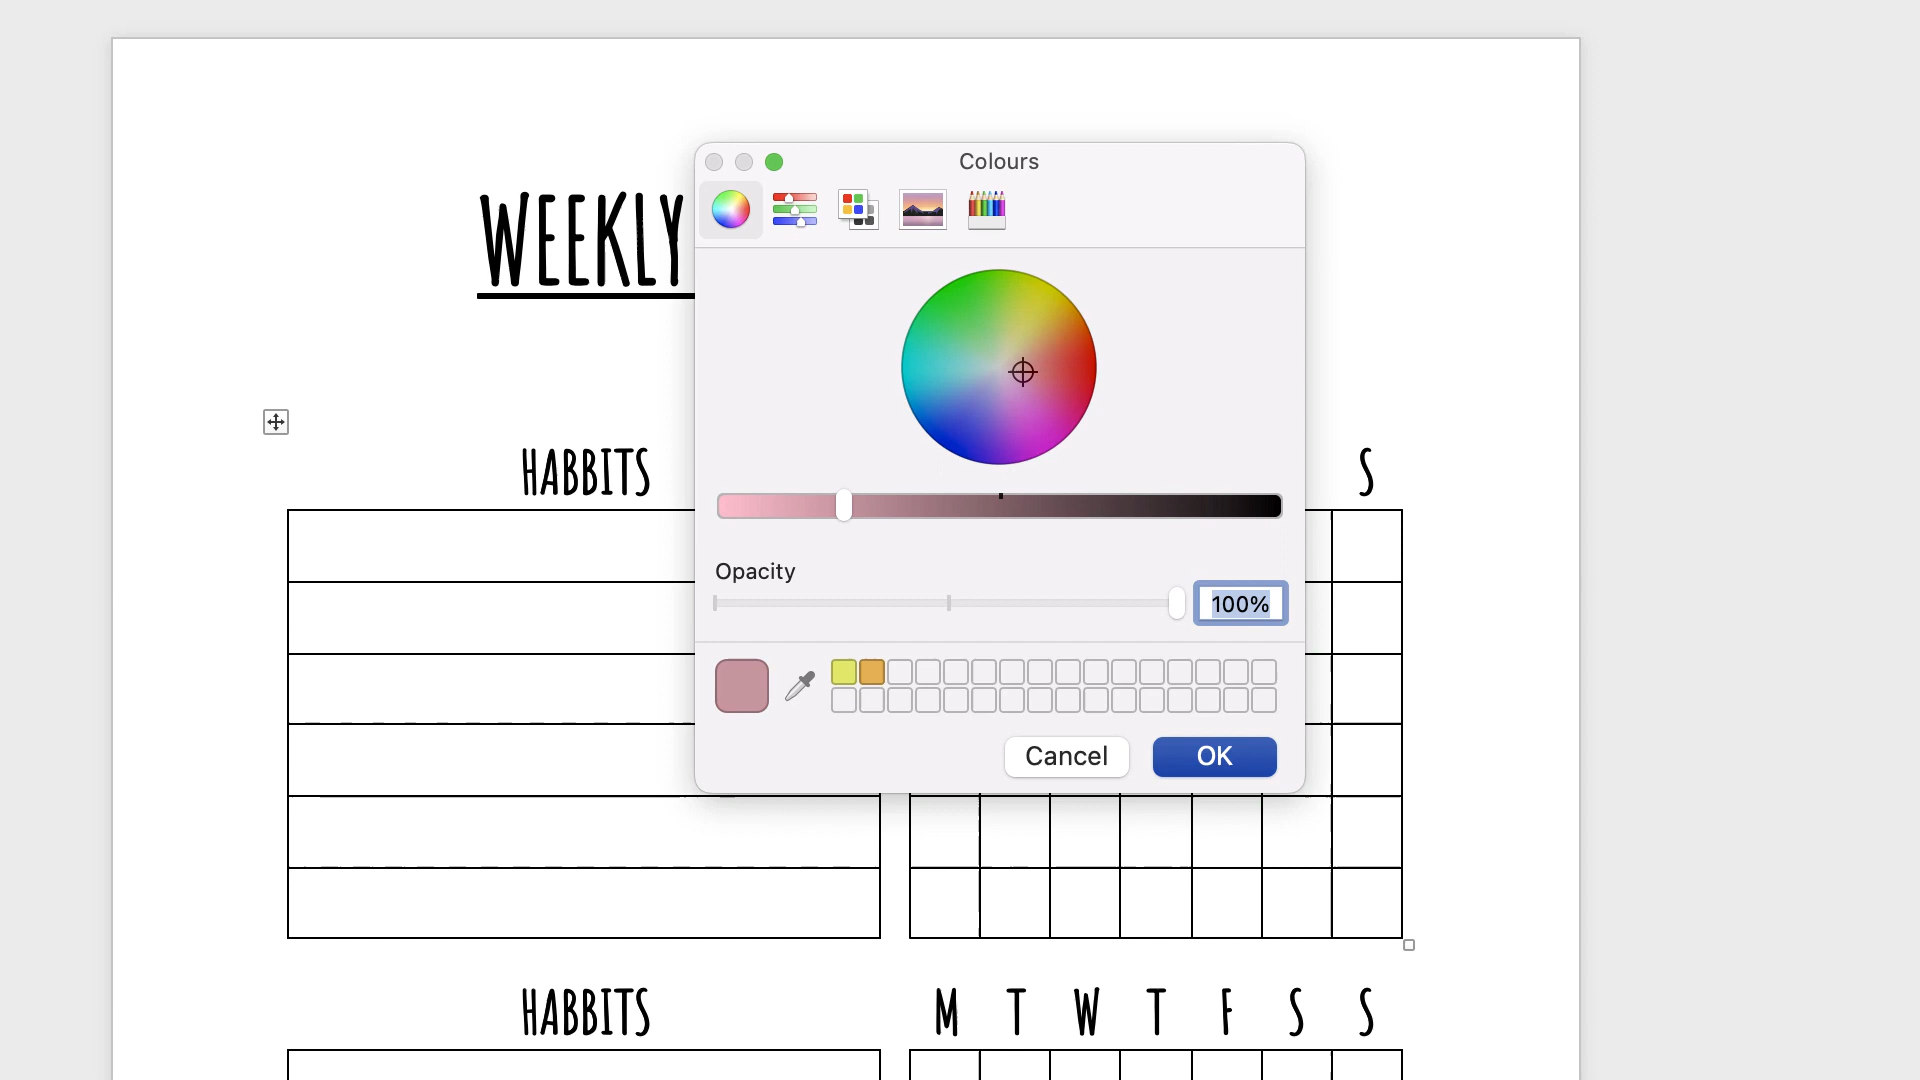 Colours
WEEKLY
HABBITS
S
Opacity
100%
Cancel
OK
HABBITS M T W T F S S